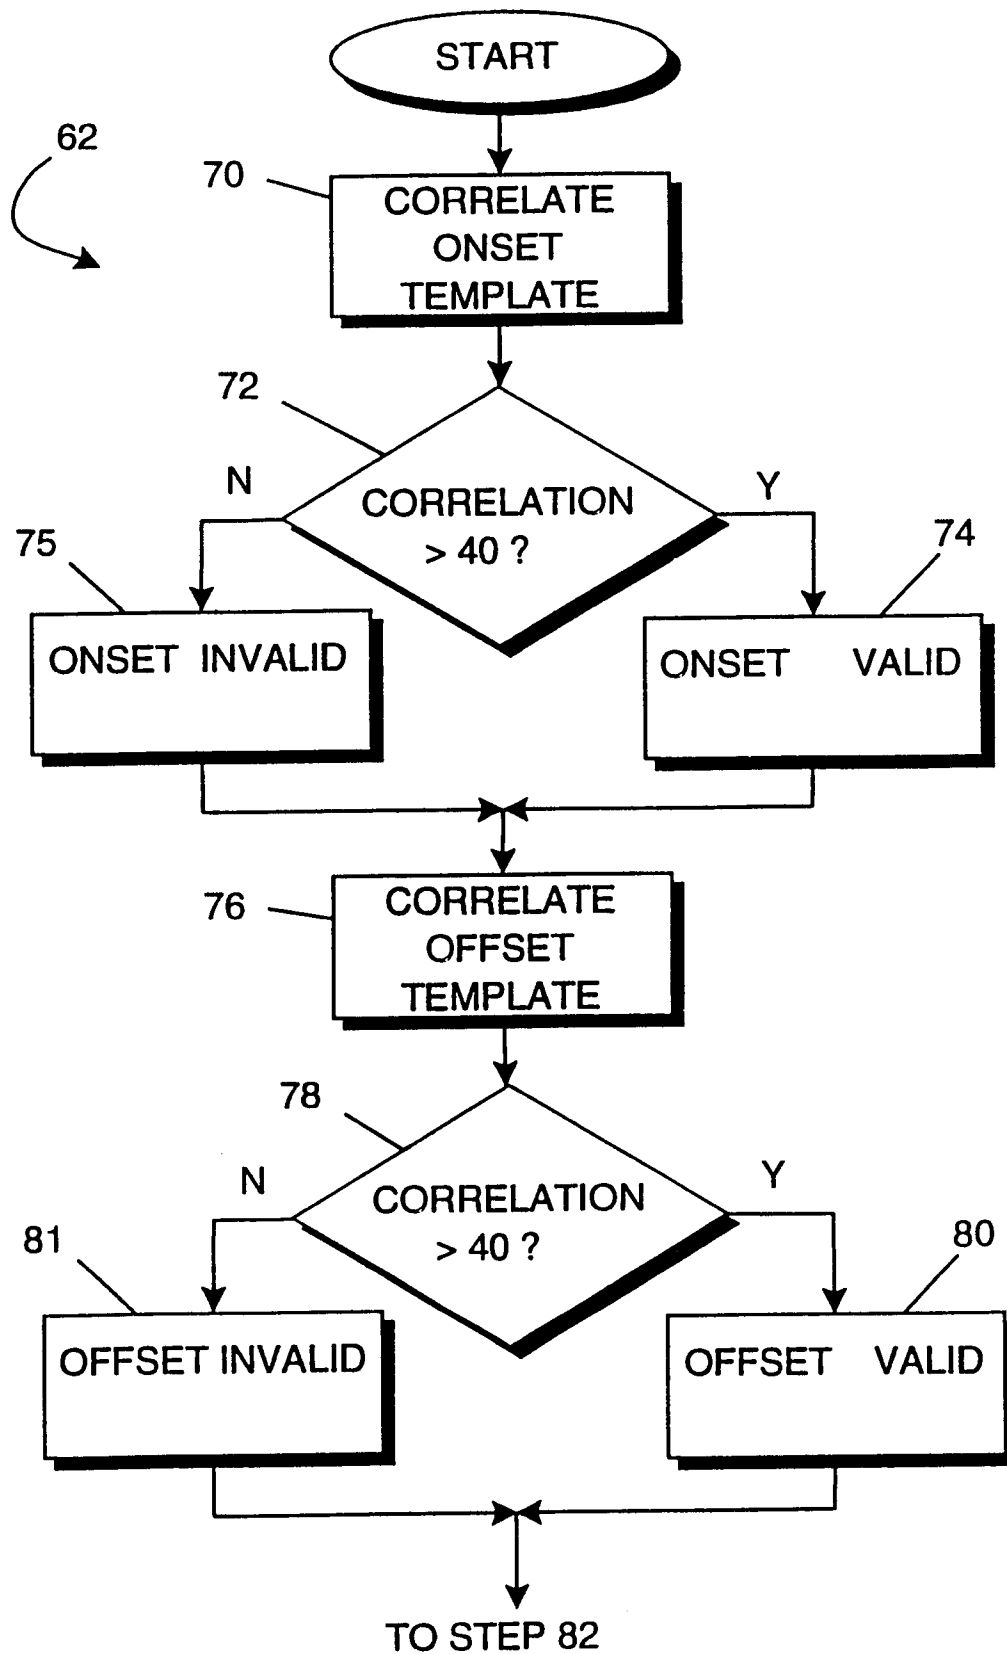 START
62
70
CORRELATE
ONSET
TEMPLATE
72
N
Y
CORRELATION
> 40 ?
75
74
ONSET INVALID
ONSET VALID
76
CORRELATE
OFFSET
TEMPLATE
78
N
Y
CORRELATION
> 40 ?
81
80
OFFSET INVALID
OFFSET VALID
TO STEP 82